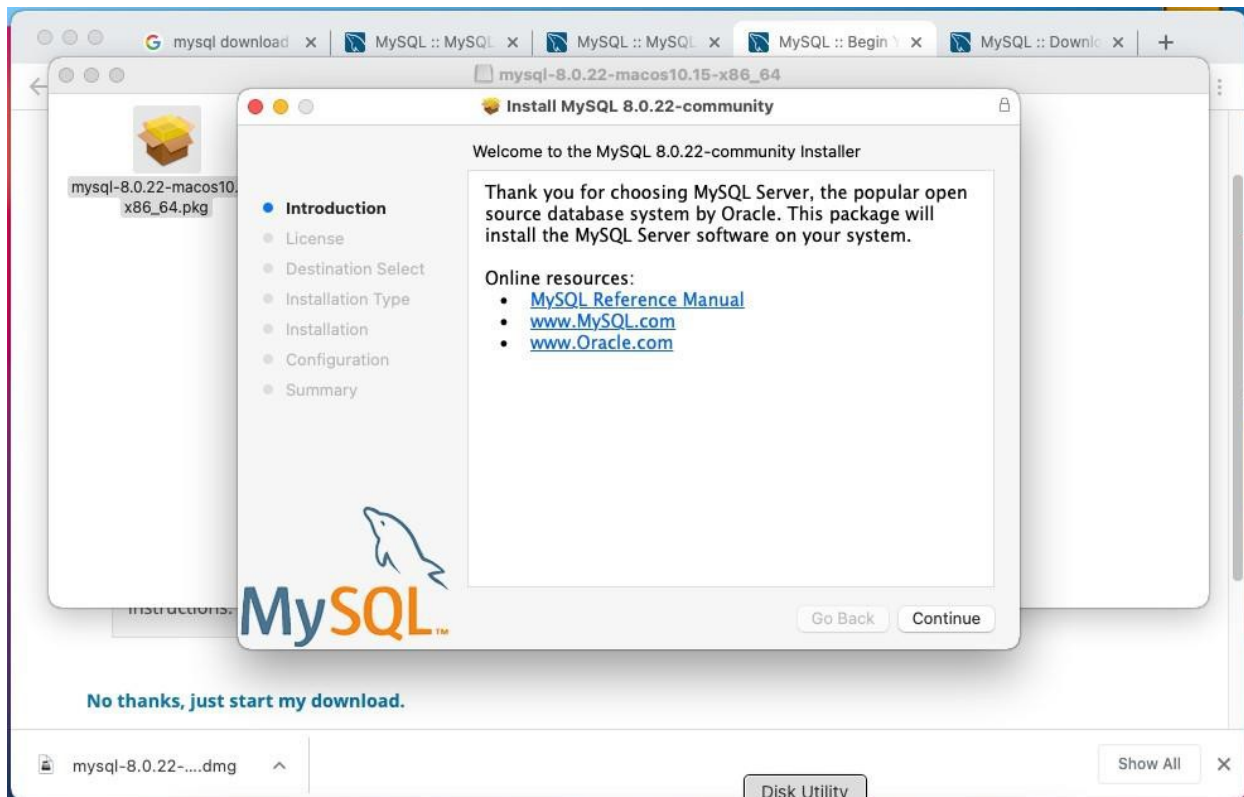 mysql download
MySQL :: MySQL
MySQL :: MySQL
MySQL :: Begin Y
MySQL :: Downlo
mysql-8.0.22-macos10.15-x86_64
mysql-8.0.22-macos10.
x86_64.pkg
Install MySQL 8.0.22-community
Welcome to the MySQL 8.0.22-community Installer
Introduction
License
Destination Select
Installation Type
Installation
Configuration
Summary
Thank you for choosing MySQL Server, the popular open
source database system by Oracle. This package will
install the MySQL Server software on your system.
Online resources:
• MySQL Reference Manual
• www.MySQL.com
• www.Oracle.com
MySQL™
Go Back
Continue
instructions.
No thanks, just start my download.
mysql-8.0.22-....dmg
Show All
Disk Utility